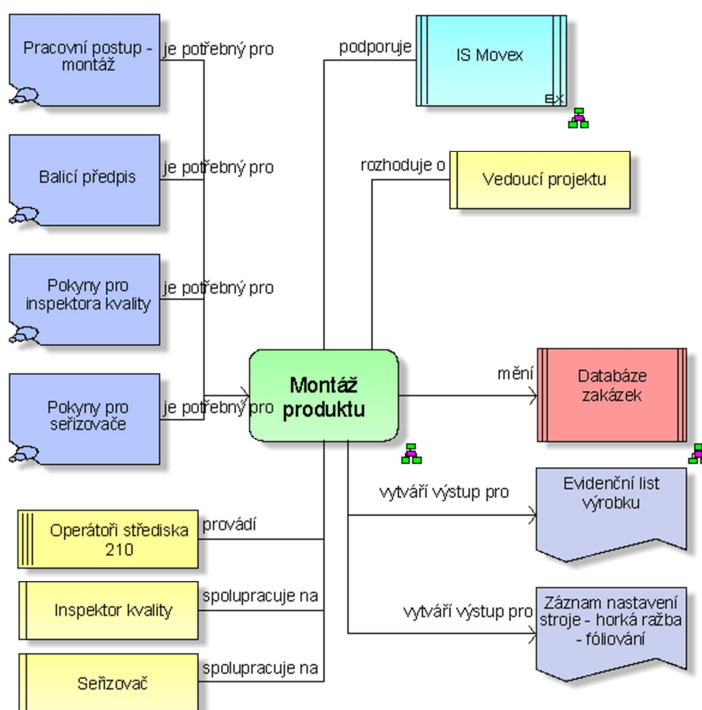 Pracovní postup -
montáž
je potřebný pro
podporuje
IS Movex
EX
Balicí předpis
je potřebný pro
rozhoduje o
Vedoucí projektu
Pokyny pro
inspektora kvality
je potřebný pro
Pokyny pro
seřizovače
je potřebný pro
Montáž
produktu
mění
Databáze
zakázek
vytváří výstup pro
Evidenční list
výrobku
Operátoři střediska
210
provádí
Inspektor kvality
spolupracuje na
vytváří výstup pro
Záznam nastavení
stroje - horká ražba
- fóliování
Seřizovač
spolupracuje na